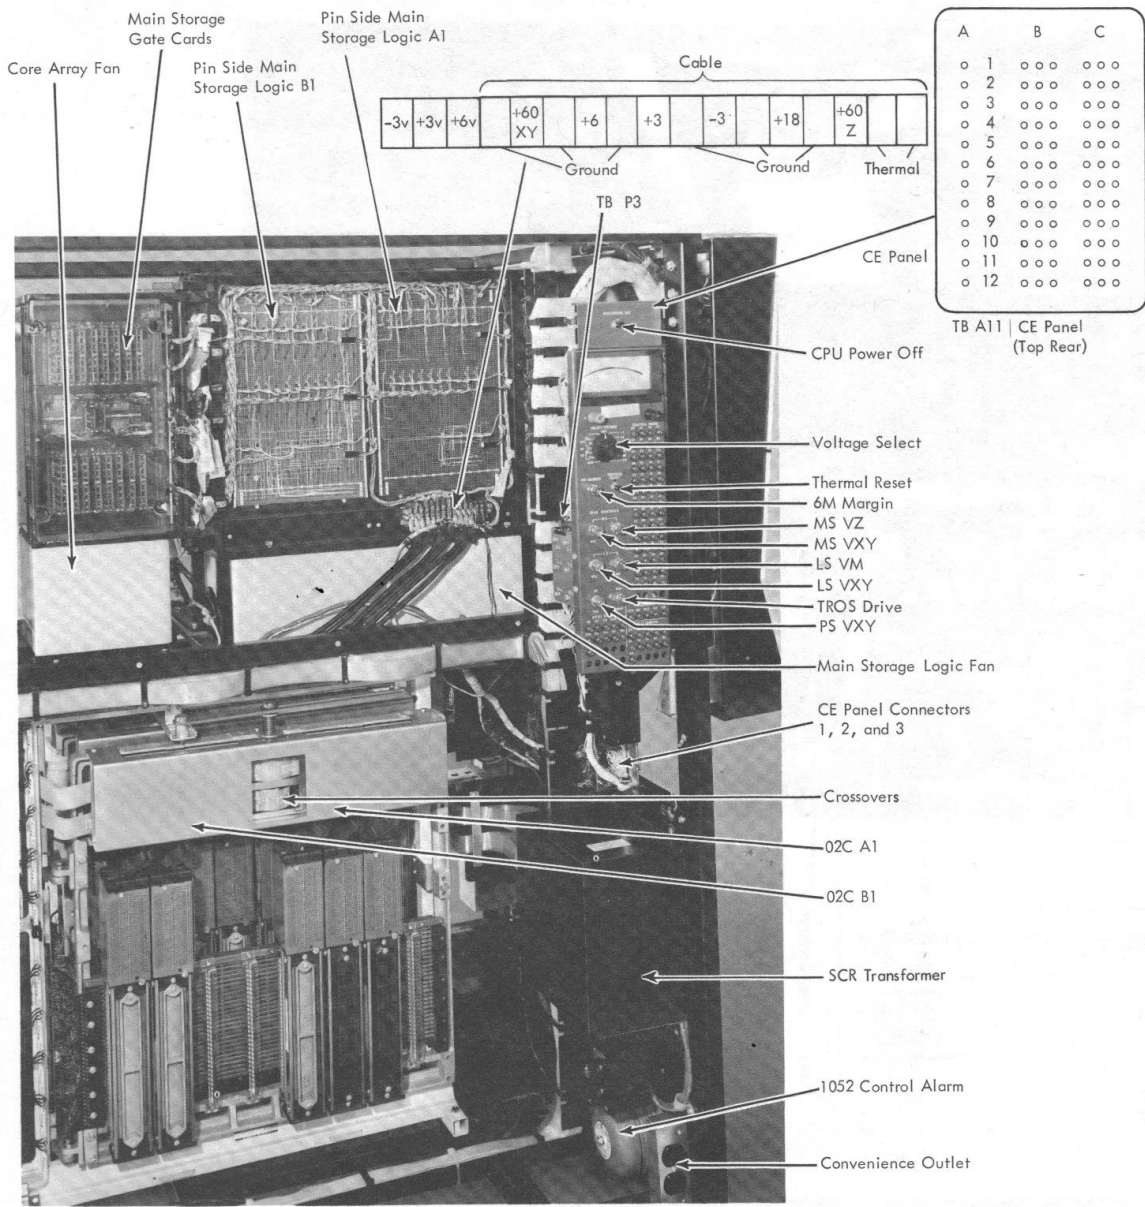 Main Storage
Gate Cards
Pin Side Main
Storage Logic A1
Core Array Fan
Pin Side Main
Storage Logic B1
Cable
-3v +3v +6v +60 XY +6 +3 -3 +18 +60 Z
Ground Ground Thermal
TB P3
A B C
1
2
3
4
5
6
7
8
9
10
11
12
TB A11 | CE Panel
(Top Rear)
CE Panel
CPU Power Off
Voltage Select
Thermal Reset
6M Margin
MS VZ
MS VXY
LS VM
LS VXY
TROS Drive
PS VXY
Main Storage Logic Fan
CE Panel Connectors
1, 2, and 3
Crossovers
02C A1
02C B1
SCR Transformer
1052 Control Alarm
Convenience Outlet